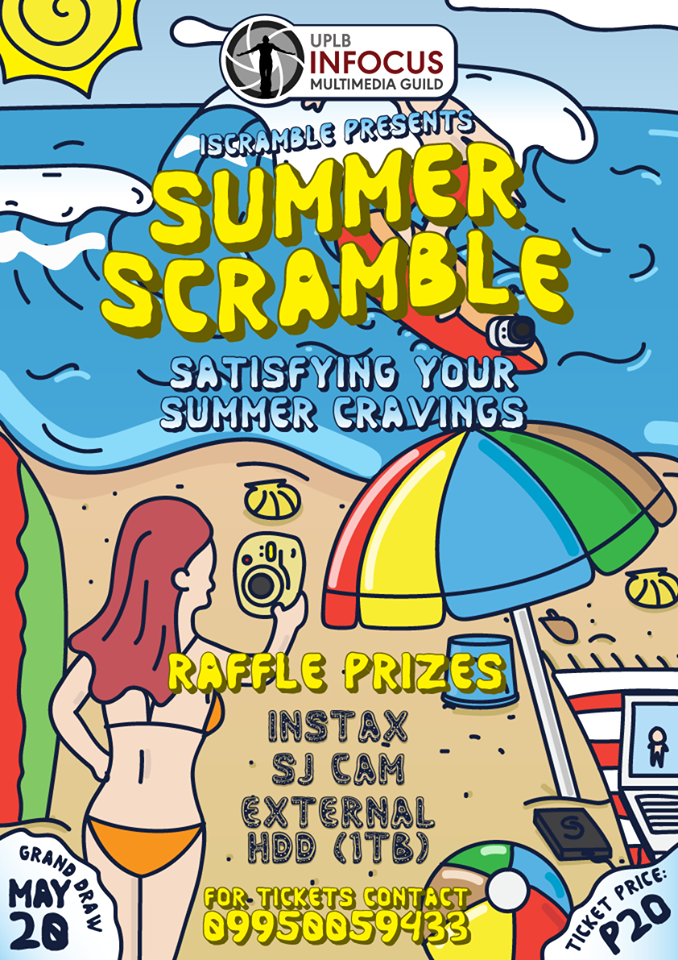 UPLB
INFOCUS
MULTIMEDIA GUILD
ISCRAMBLE PRESENTS
SUMMER
SCRAMBLE
SATISFYING YOUR
SUMMER CRAVINGS
RAFFLE PRIZES
INSTAX
SJ CAM
EXTERNAL
HDD (1TB)
FOR TICKETS CONTACT
09950059433
GRAND DRAW
MAY
20
TICKET PRICE:
P20
S